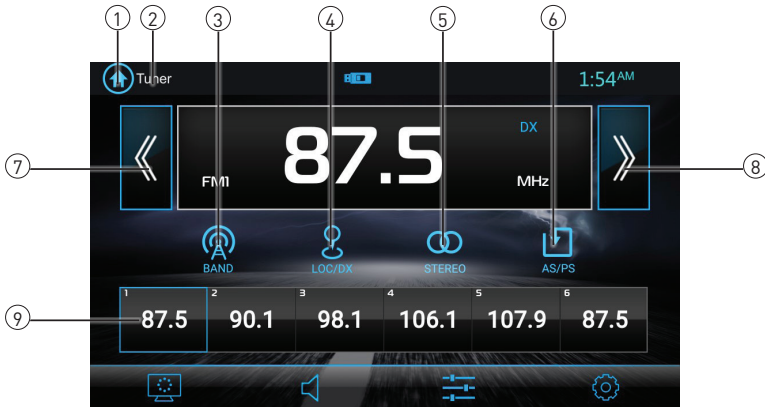 1 2 3 4 5 6
Tuner 1:54 AM
DX
87.5
FM1 MHz
7 8
BAND LOC/DX STEREO AS/PS
1 2 3 4 5 6
9 87.5 90.1 98.1 106.1 107.9 87.5